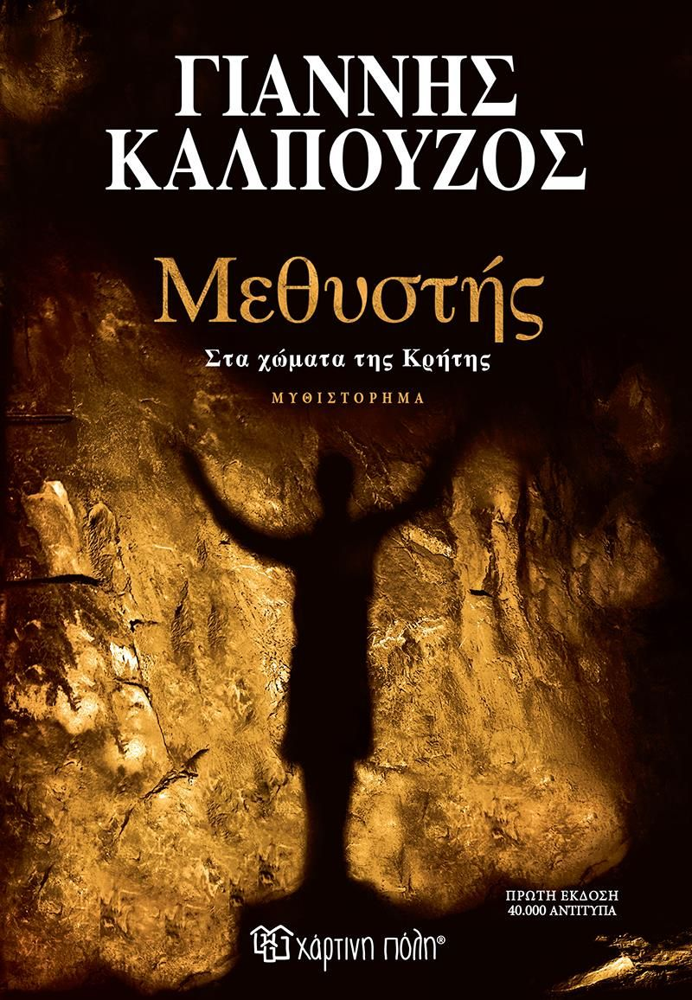 ΓΙΑΝΝΗΣ
ΚΑΛΠΟΥΖΟΣ
Μεθυστής
Στα χώματα της Κρήτης
ΜΥΘΙΣΤΟΡΗΜΑ
ΠΡΩΤΗ ΕΚΔΟΣΗ
40.000 ΑΝΤΙΤΥΠΑ
χάρτινη πόλη®